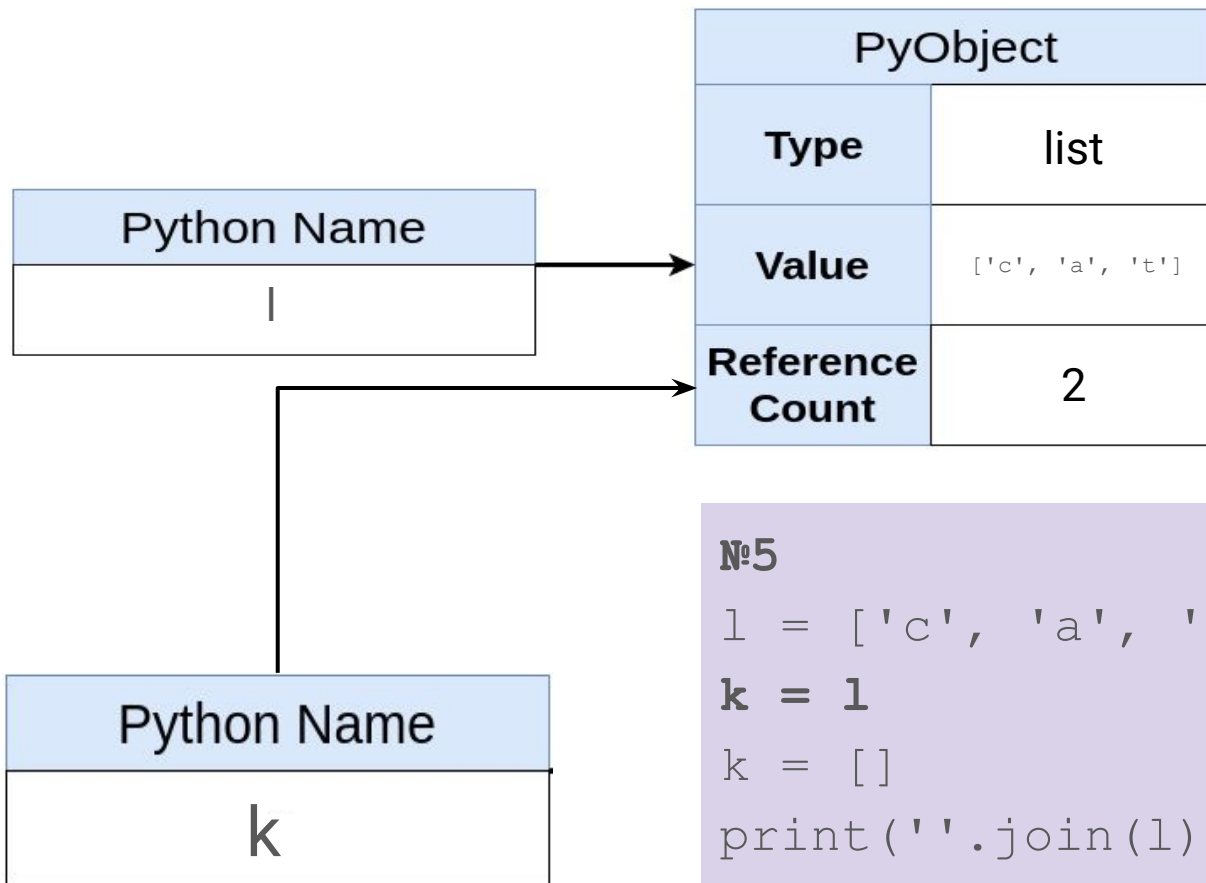 PyObject
Type
list
Python Name
l
Value
['c', 'a', 't']
Reference
Count
2
Python Name
k
№5
l = ['c', 'a', '
k = l
k = []
print(''.join(l)